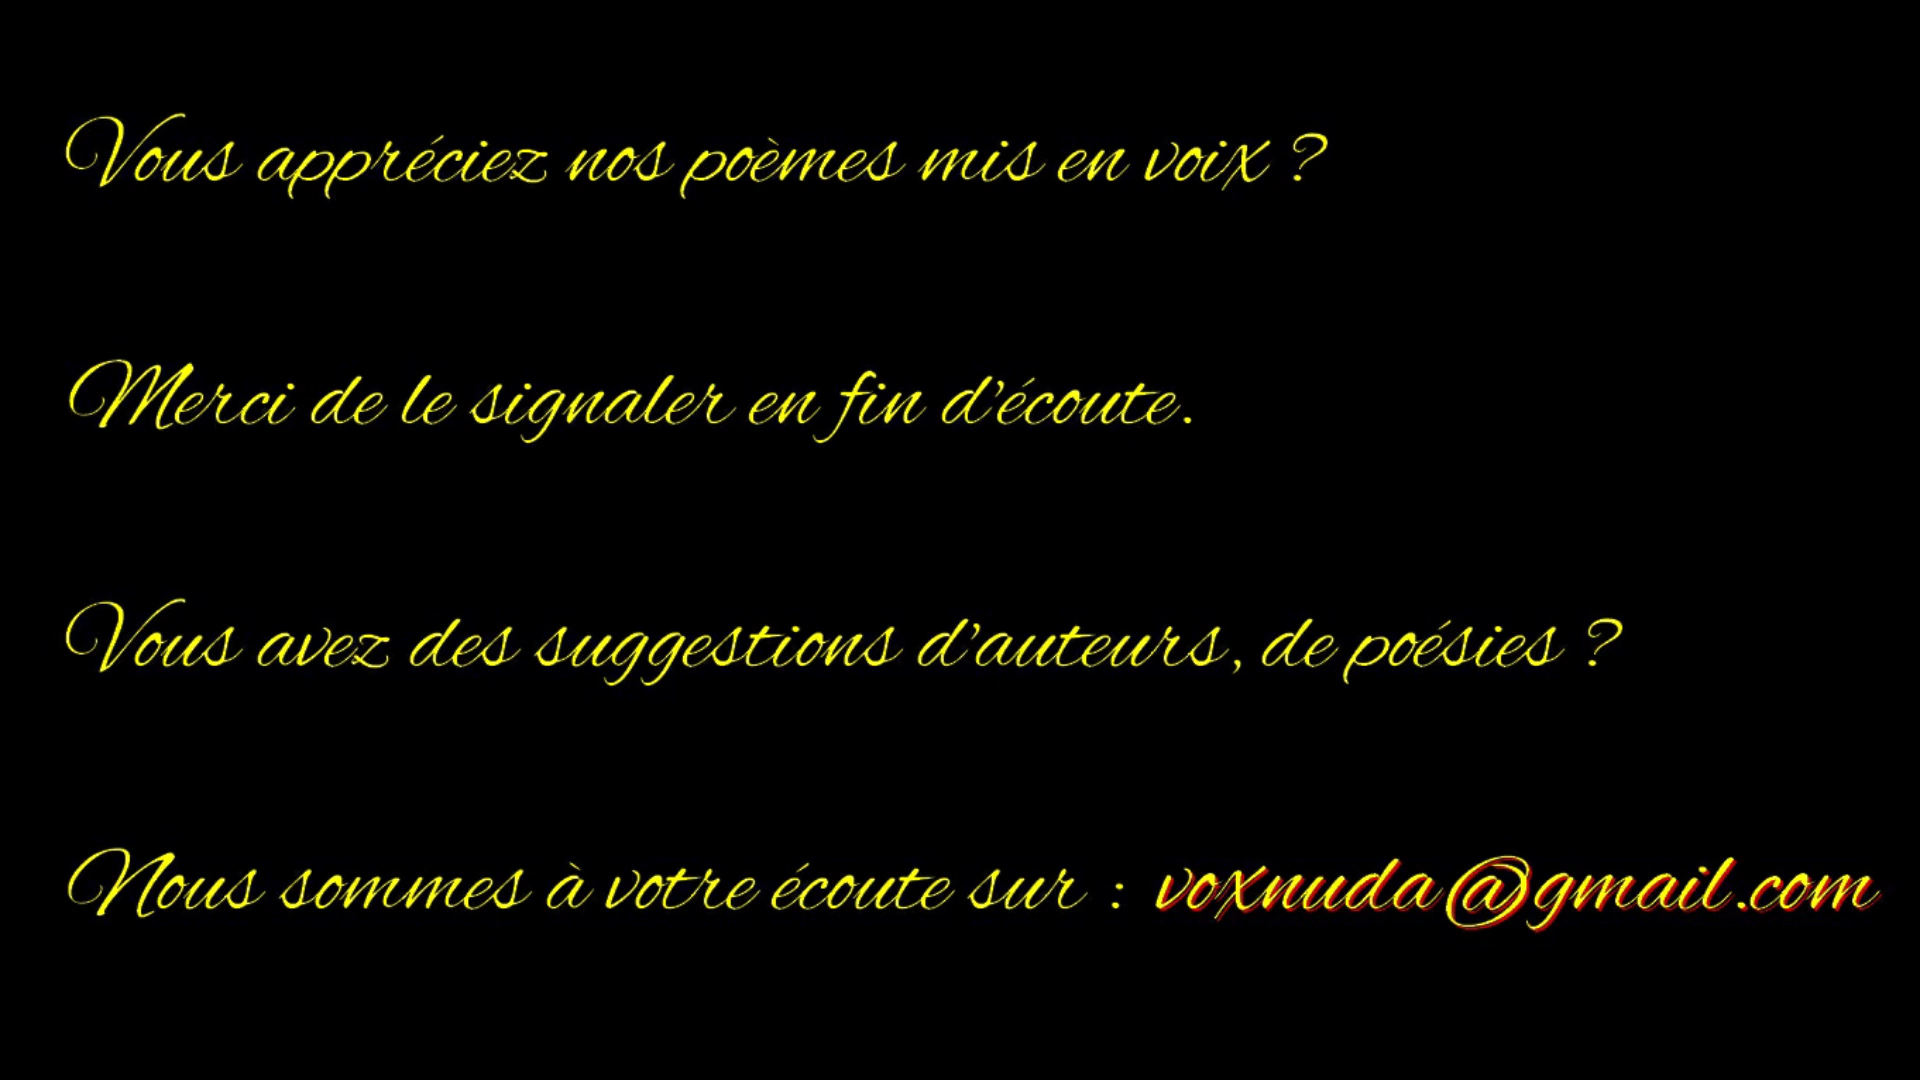 Vous appréciez nos poèmes mis en voix ?
Merci de le signaler en fin d'écoute.
Vous avez des suggestions d'auteurs, de poésies ?
Nous sommes à votre écoute sur : voxnuda@gmail.com